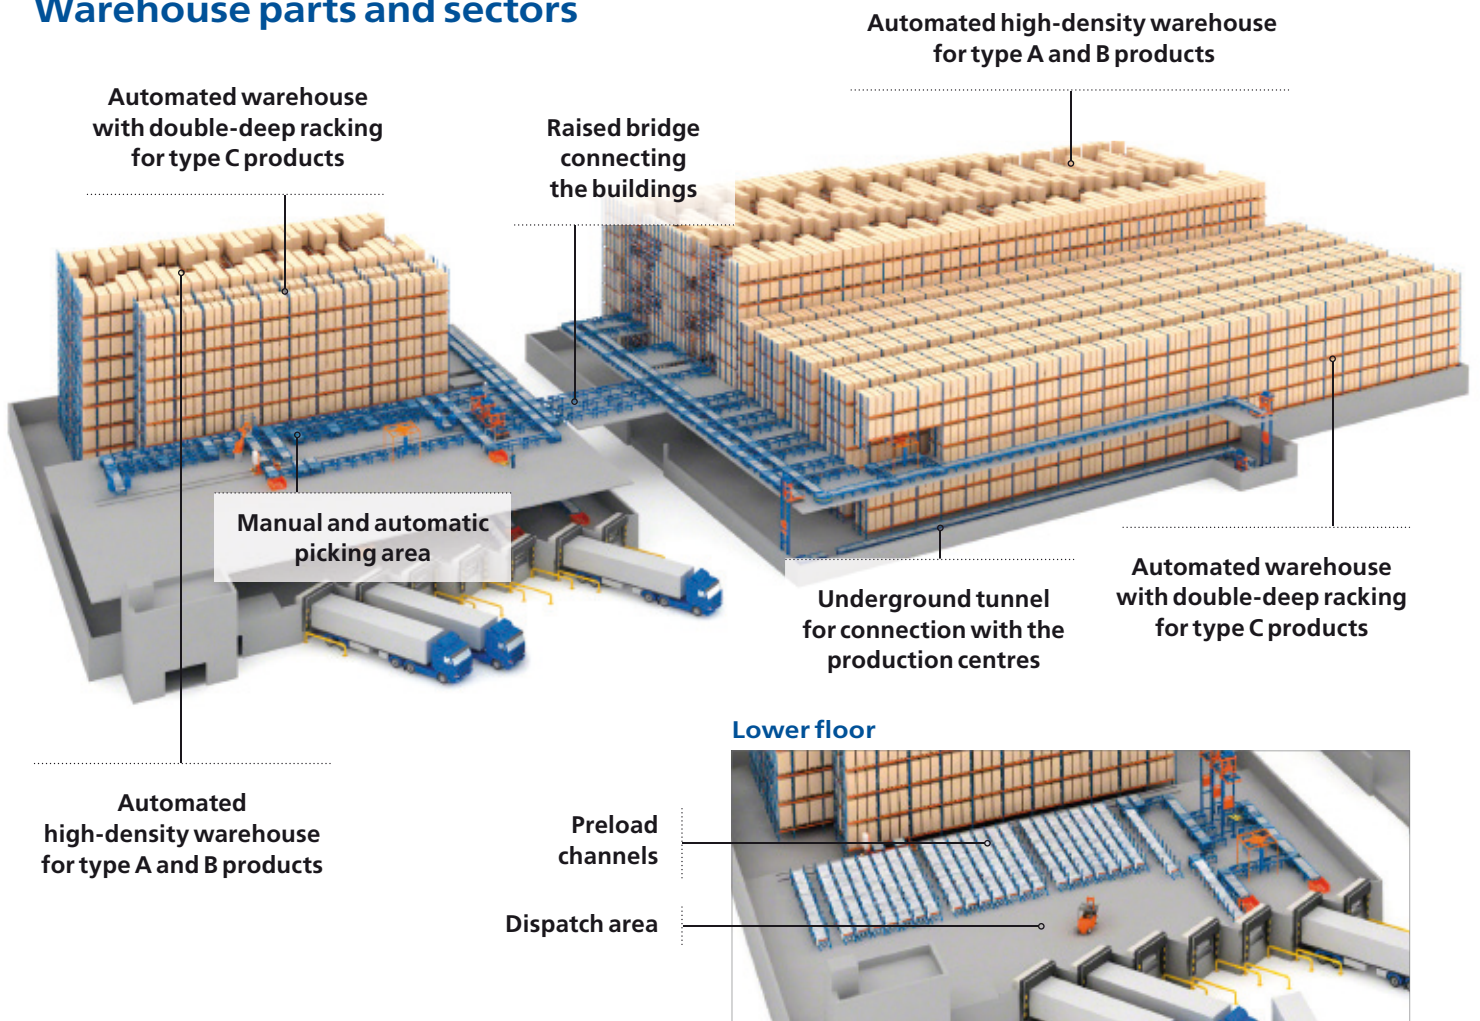 Warehouse parts and sectors
Automated high-density warehouse
for type A and B products
Automated warehouse
with double-deep racking
for type C products
Raised bridge
connecting
the buildings
Manual and automatic
picking area
Underground tunnel
for connection with the
production centres
Automated warehouse
with double-deep racking
for type C products
Automated
high-density warehouse
for type A and B products
Lower floor
Preload
channels
Dispatch area